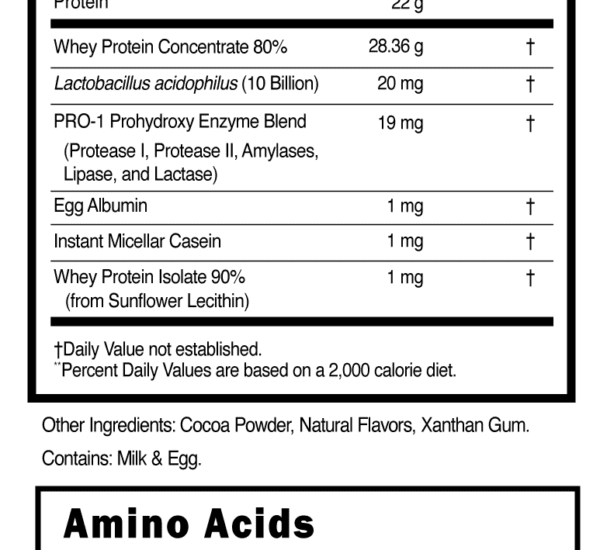 Protein 22 g
Whey Protein Concentrate 80% 28.36 g †
Lactobacillus acidophilus (10 Billion) 20 mg †
PRO-1 Prohydroxy Enzyme Blend 19 mg †
(Protease I, Protease II, Amylases,
Lipase, and Lactase)
Egg Albumin 1 mg †
Instant Micellar Casein 1 mg †
Whey Protein Isolate 90% 1 mg †
(from Sunflower Lecithin)
†Daily Value not established.
**Percent Daily Values are based on a 2,000 calorie diet.
Other Ingredients: Cocoa Powder, Natural Flavors, Xanthan Gum.
Contains: Milk & Egg.
Amino Acids